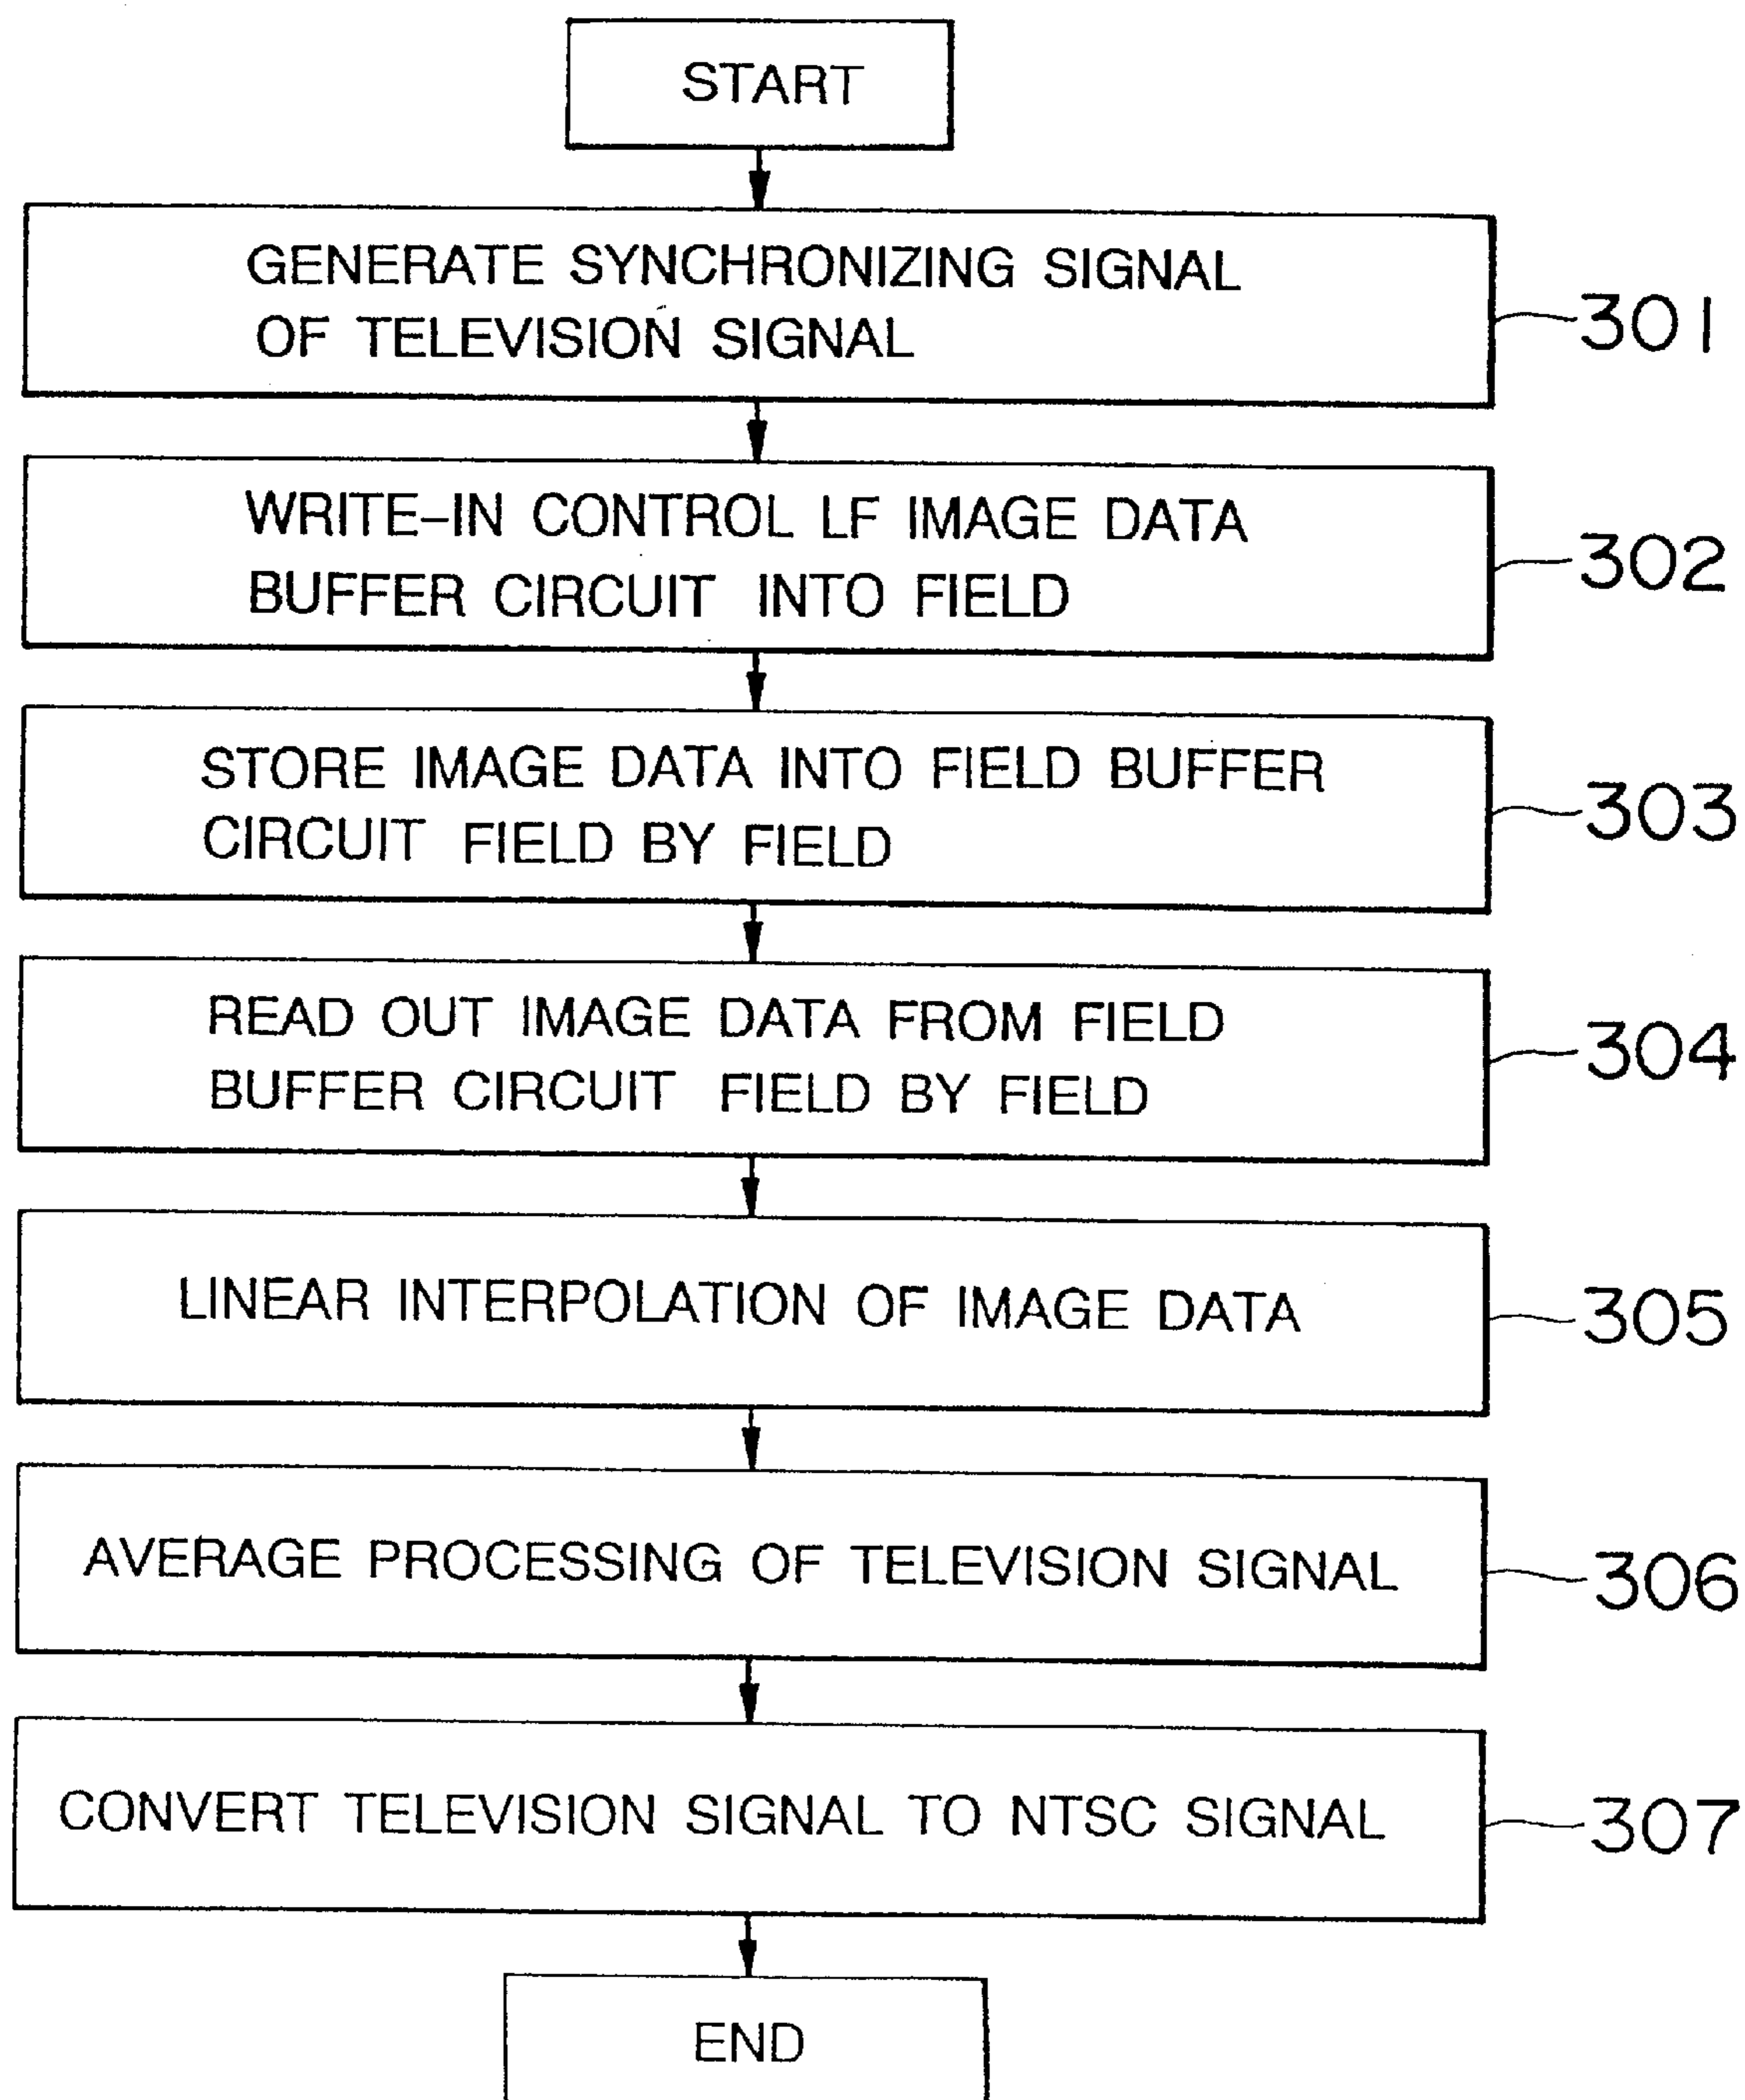 START
GENERATE SYNCHRONIZING SIGNAL
OF TELEVISION SIGNAL
301
WRITE-IN CONTROL LF IMAGE DATA
BUFFER CIRCUIT INTO FIELD
302
STORE IMAGE DATA INTO FIELD BUFFER
CIRCUIT FIELD BY FIELD
303
READ OUT IMAGE DATA FROM FIELD
BUFFER CIRCUIT FIELD BY FIELD
304
LINEAR INTERPOLATION OF IMAGE DATA
305
AVERAGE PROCESSING OF TELEVISION SIGNAL
306
CONVERT TELEVISION SIGNAL TO NTSC SIGNAL
307
END